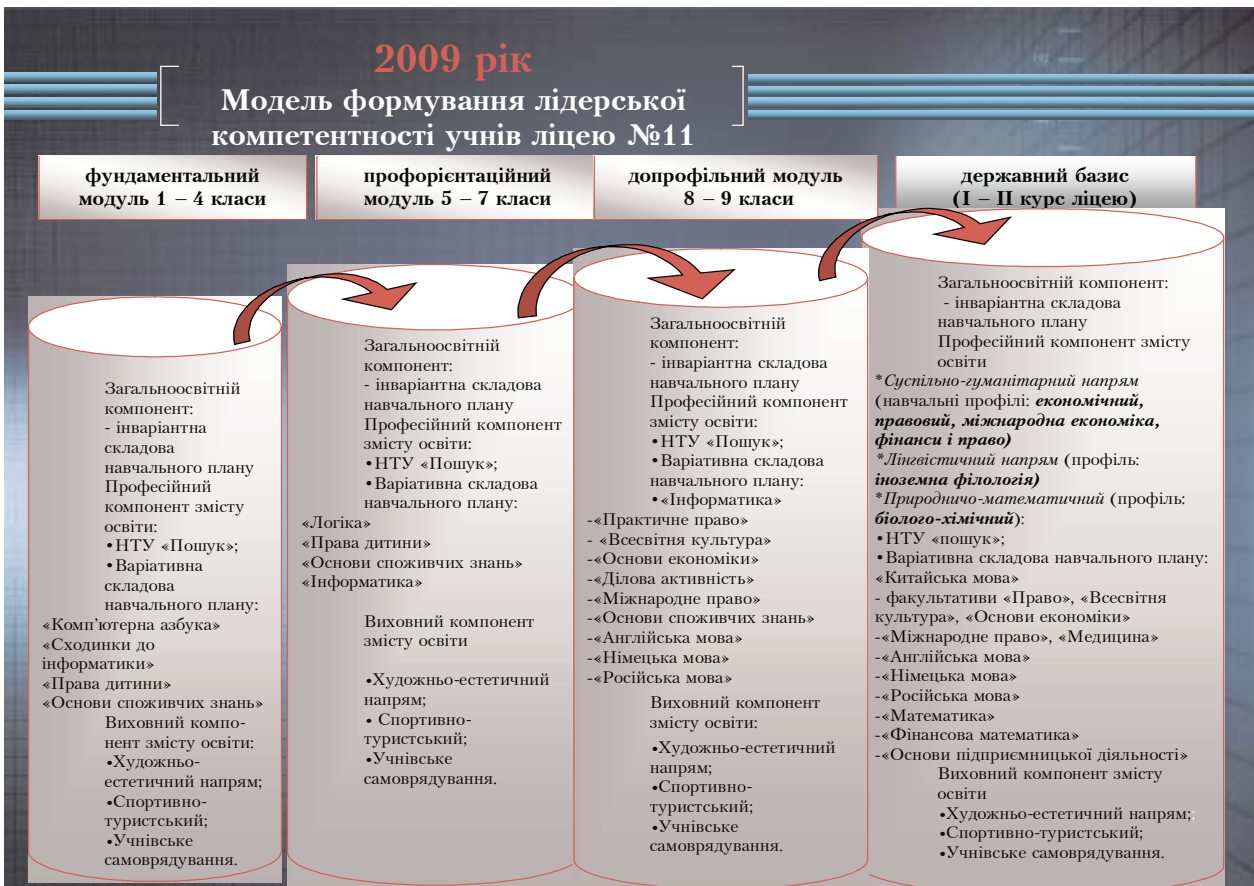 2009 рік
Модель формування лідерської
компетентності учнів ліцею №11
фундаментальний
модуль 1 – 4 класи
профорієнтаційний
модуль 5 – 7 класи
допрофільний модуль
8 – 9 класи
державний базис
(I – II курс ліцею)
Загальноосвітній
компонент:
- інваріантна
складова
навчального плану
Професійний
компонент змісту
освіти:
•НТУ «Пошук»;
•Варіативна
складова
навчального плану:
«Комп'ютерна азбука»
«Сходинки до
інформатики»
«Права дитини»
«Основи споживчих знань»
Виховний компо-
нент змісту освіти:
•Художньо-
естетичний напрям;
•Спортивно-
туристський;
•Учнівське
самоврядування.
Загальноосвітній
компонент:
- інваріантна складова
навчального плану
Професійний компонент
змісту освіти:
•НТУ «Пошук»;
•Варіативна складова
навчального плану:
«Логіка»
«Права дитини»
«Основи споживчих знань»
«Інформатика»
Виховний компонент
змісту освіти
•Художньо-естетичний
напрям;
• Спортивно-
туристський;
•Учнівське
самоврядування.
Загальноосвітній
компонент:
- інваріантна складова
навчального плану
Професійний компонент
змісту освіти:
•НТУ «Пошук»;
•Варіативна складова
навчального плану:
•«Інформатика»
-«Практичне право»
- «Всесвітня культура»
-«Основи економіки»
-«Ділова активність»
-«Міжнародне право»
-«Основи споживчих знань»
-«Англійська мова»
-«Німецька мова»
-«Російська мова»
Виховний компонент
змісту освіти:
•Художньо-естетичний
напрям;
•Спортивно-
туристський;
•Учнівське
самоврядування.
Загальноосвітній компонент:
- інваріантна складова
навчального плану
Професійний компонент змісту
освіти
*Суспільно-гуманітарний напрям
(навчальні профілі: економічний,
правовий, міжнародна економіка,
фінанси і право)
*Лінгвістичний напрям (профіль:
іноземна філологія)
*Природничо-математичний (профіль:
біолого-хімічний):
•НТУ «пошук»;
•Варіативна складова навчального плану:
«Китайська мова»
- факультативи «Право», «Всесвітня
культура», «Основи економіки»
-«Міжнародне право», «Медицина»
-«Англійська мова»
-«Німецька мова»
-«Російська мова»
-«Математика»
-«Фінансова математика»
-«Основи підприємницької діяльності»
Виховний компонент змісту
освіти
•Художньо-естетичний напрям;
•Спортивно-туристський;
•Учнівське самоврядування.